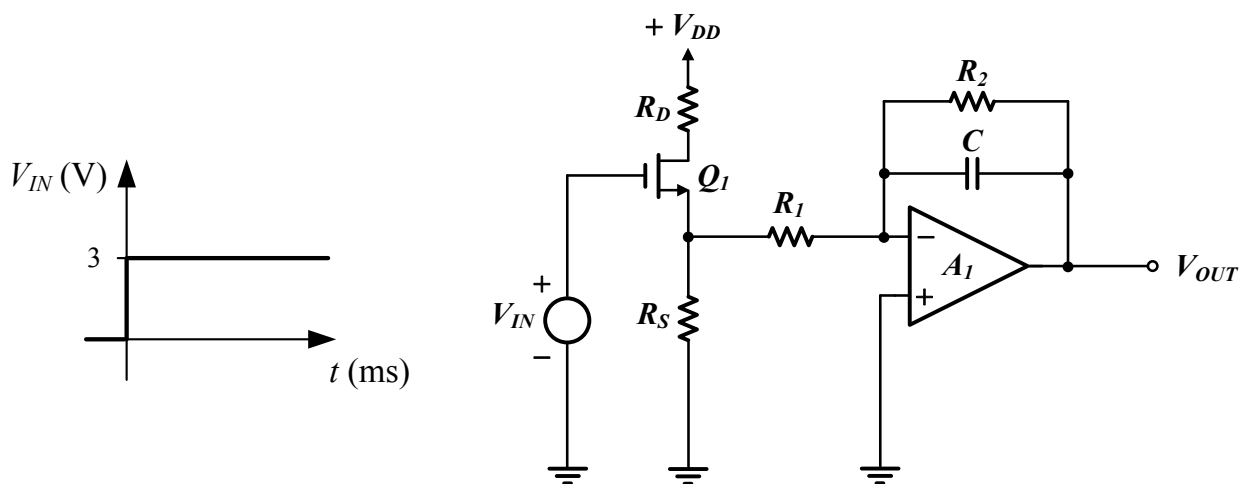 V_IN (V)
3
t (ms)
+ V_DD
R_D
Q_1
V_IN
+
−
R_S
R_1
R_2
C
−
+
A_1
V_OUT